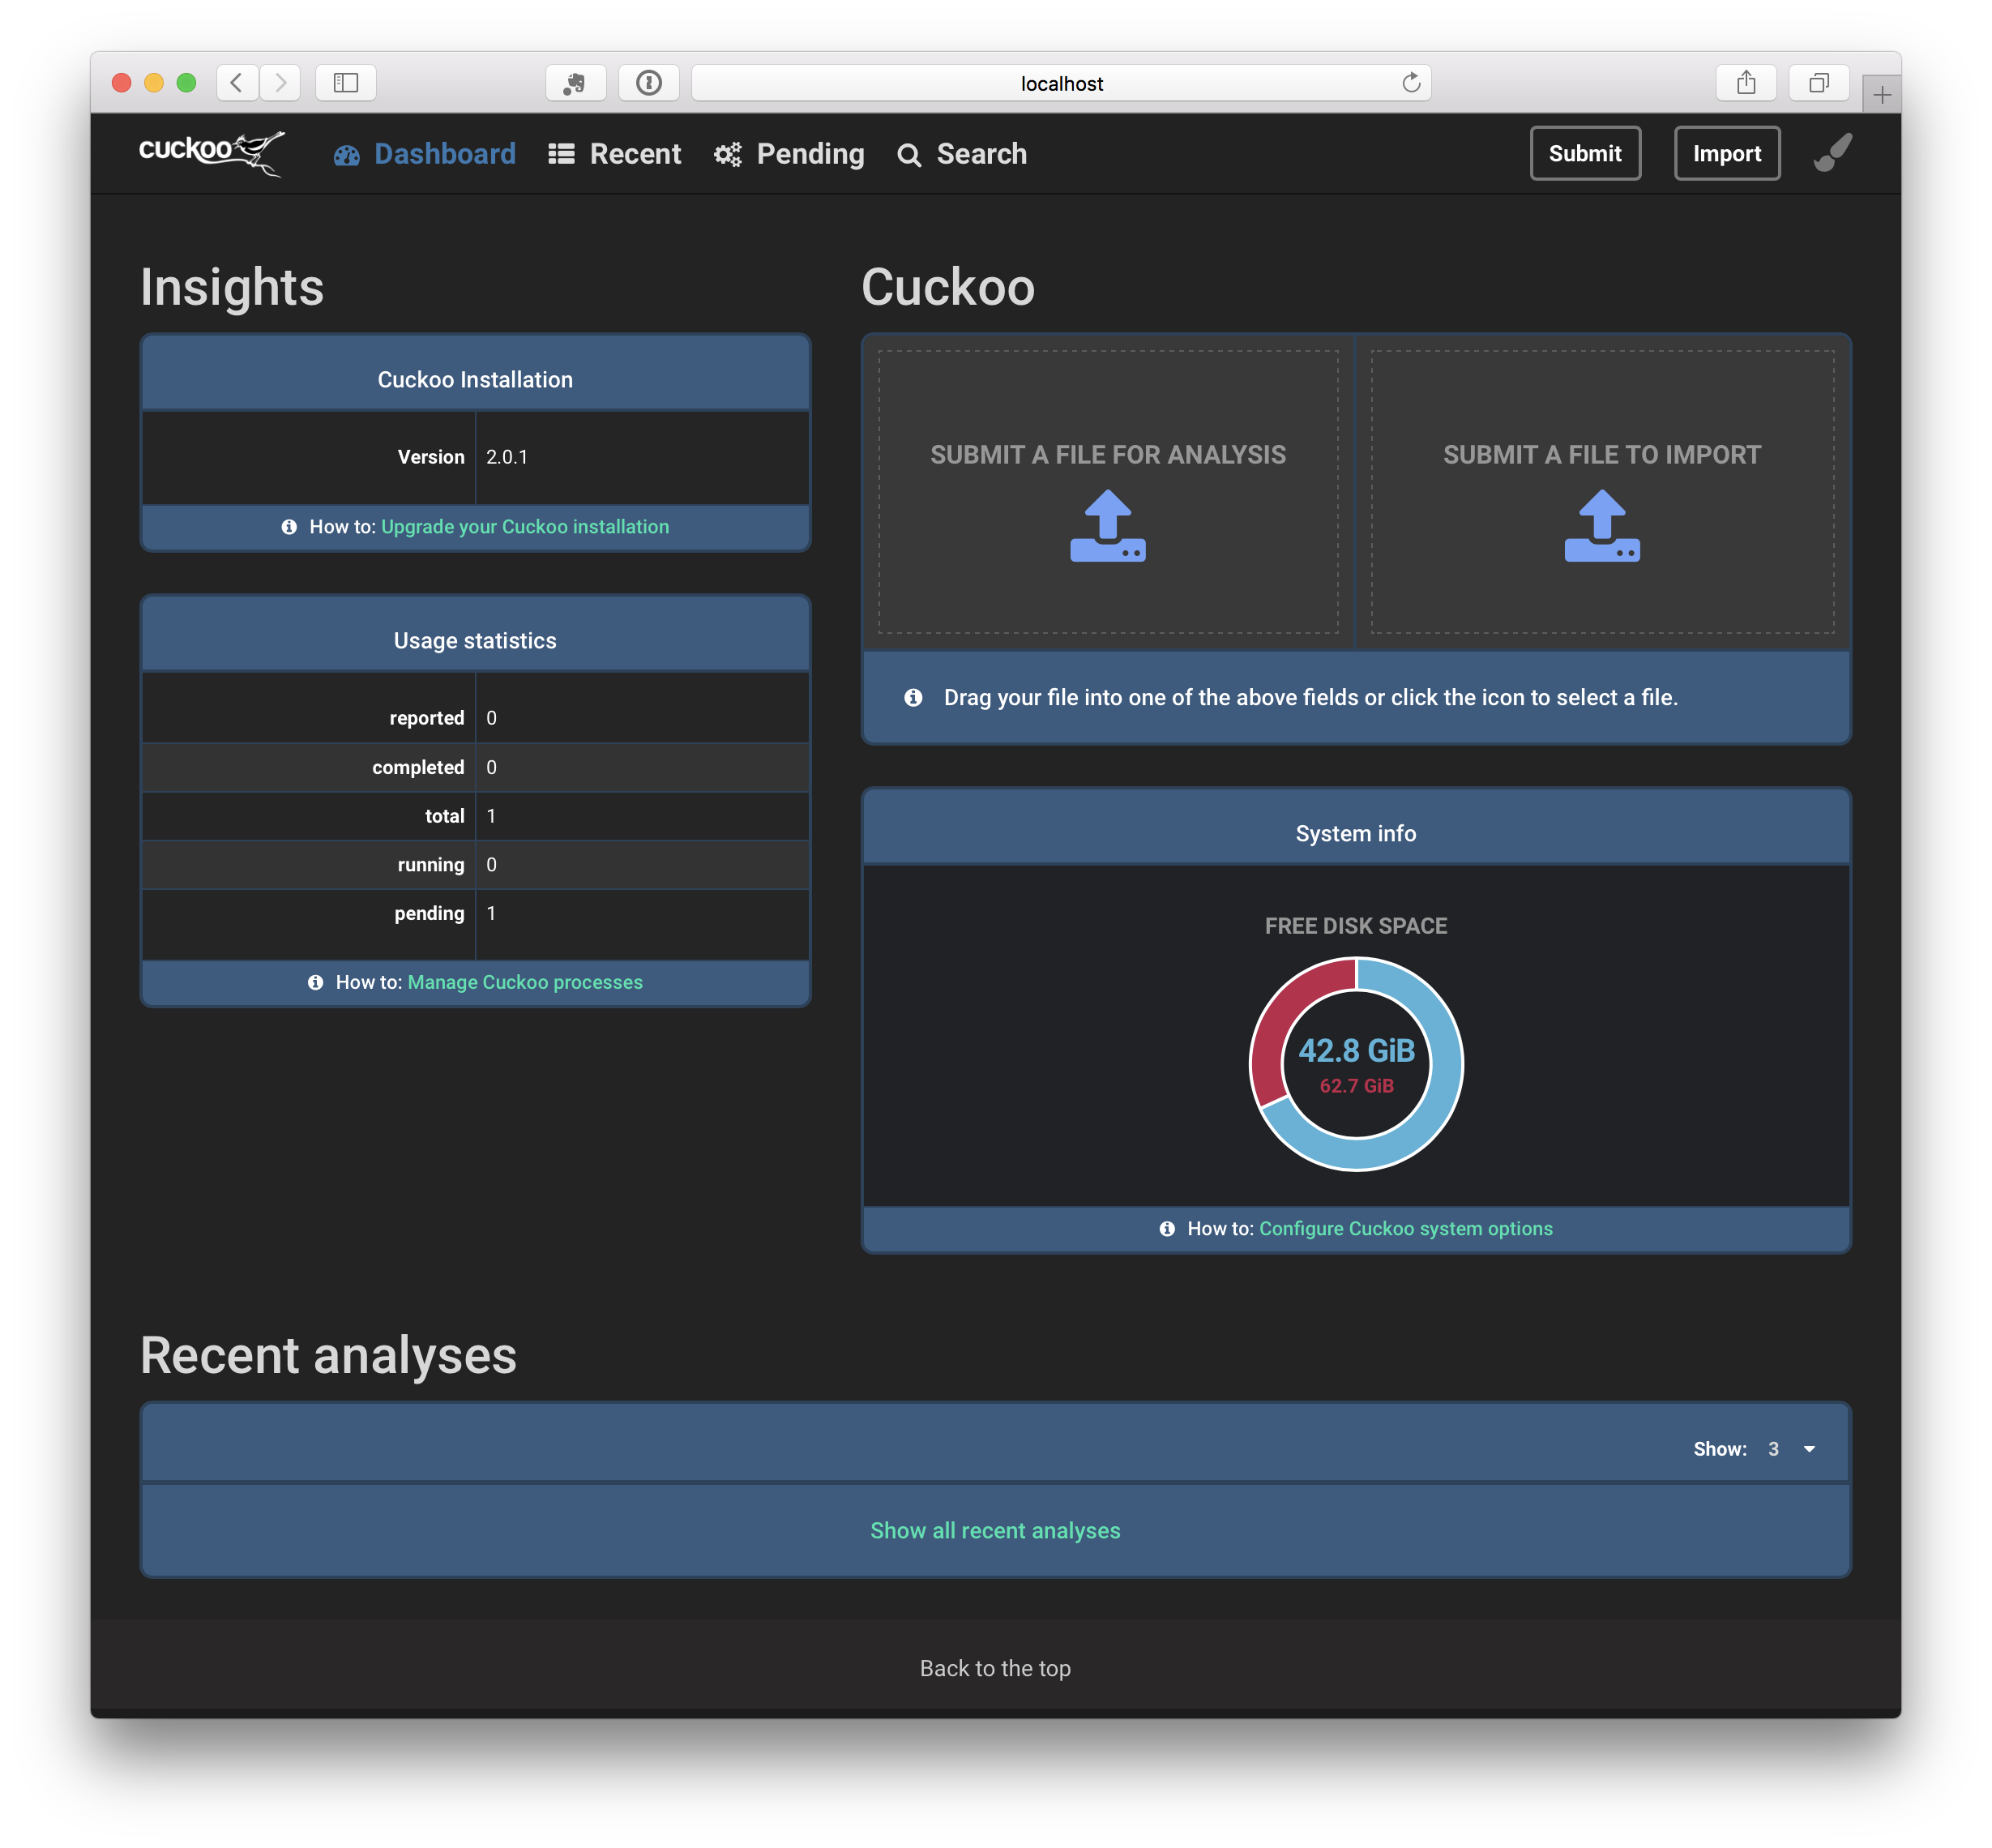 localhost
cuckoo
Dashboard
Recent
Pending
Search
Submit
Import
Insights
Cuckoo Installation
Version 2.0.1
How to: Upgrade your Cuckoo installation
Usage statistics
reported 0
completed 0
total 1
running 0
pending 1
How to: Manage Cuckoo processes
Cuckoo
SUBMIT A FILE FOR ANALYSIS
SUBMIT A FILE TO IMPORT
Drag your file into one of the above fields or click the icon to select a file.
System info
FREE DISK SPACE
42.8 GiB
62.7 GiB
How to: Configure Cuckoo system options
Recent analyses
Show: 3
Show all recent analyses
Back to the top